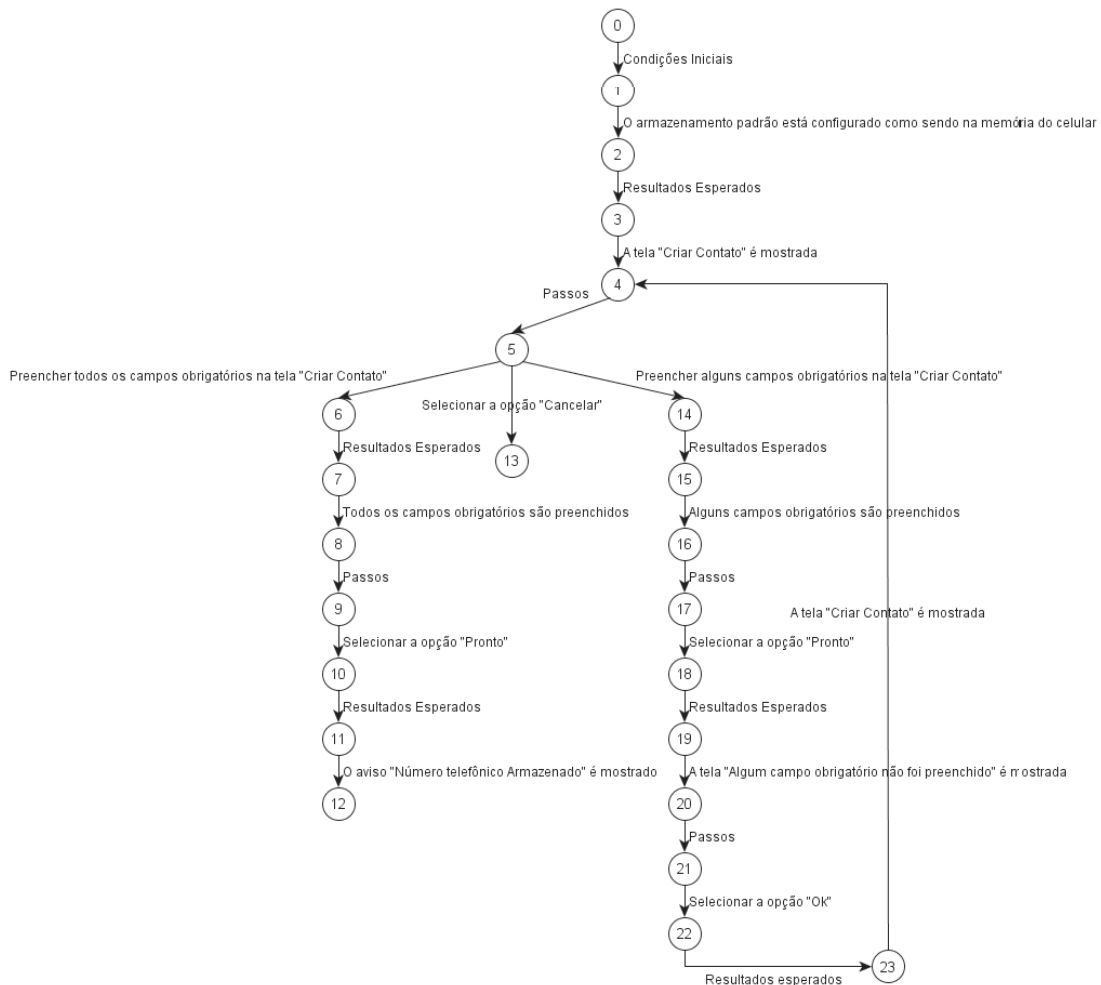 0
Condições Iniciais
1
O armazenamento padrão está configurado como sendo na memória do celular
2
Resultados Esperados
3
A tela "Criar Contato" é mostrada
4
Passos
5
Preencher todos os campos obrigatórios na tela "Criar Contato"
Selecionar a opção "Cancelar"
Preencher alguns campos obrigatórios na tela "Criar Contato"
6
Resultados Esperados
7
Todos os campos obrigatórios são preenchidos
8
Passos
9
Selecionar a opção "Pronto"
10
Resultados Esperados
11
O aviso "Número telefônico Armazenado" é mostrado
12
13
14
Resultados Esperados
15
Alguns campos obrigatórios são preenchidos
16
Passos
17
Selecionar a opção "Pronto"
18
Resultados Esperados
19
A tela "Algum campo obrigatório não foi preenchido" é mostrada
20
Passos
21
Selecionar a opção "Ok"
22
Resultados esperados
23
A tela "Criar Contato" é mostrada